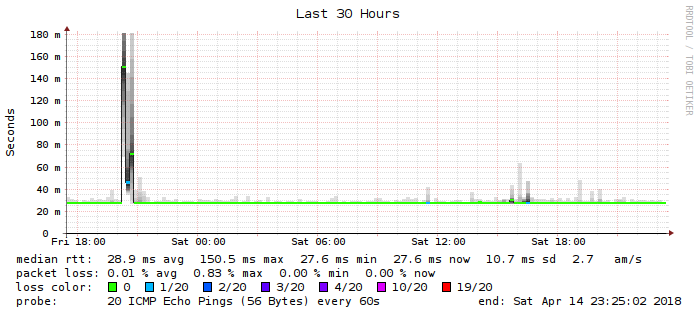 Last 30 Hours
RRDTOOL / TOBI OETIKER
Seconds
180 m
160 m
140 m
120 m
100 m
80 m
60 m
40 m
20 m
0
Fri 18:00 Sat 00:00 Sat 06:00 Sat 12:00 Sat 18:00
median rtt: 28.9 ms avg 150.5 ms max 27.6 ms min 27.6 ms now 10.7 ms sd 2.7 am/s
packet loss: 0.01 % avg 0.83 % max 0.00 % min 0.00 % now
loss color: 0 1/20 2/20 3/20 4/20 10/20 19/20
probe: 20 ICMP Echo Pings (56 Bytes) every 60s end: Sat Apr 14 23:25:02 2018